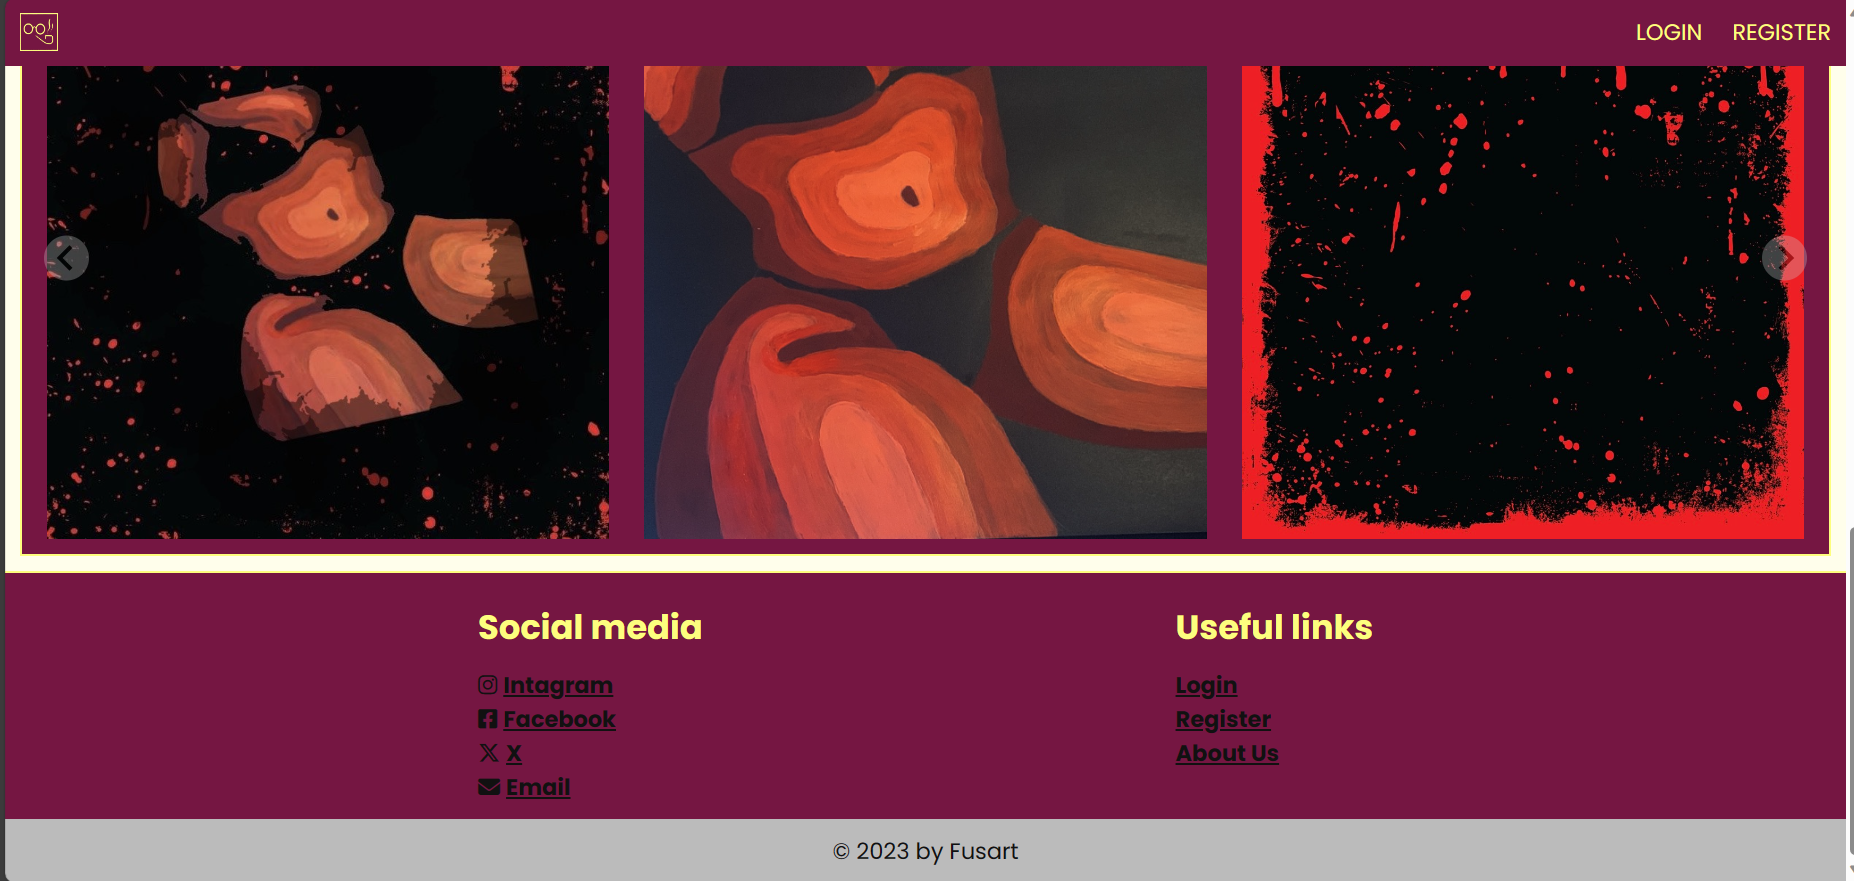 LOGIN REGISTER
Social media
Intagram
Facebook
X
Email
Useful links
Login
Register
About Us
© 2023 by Fusart